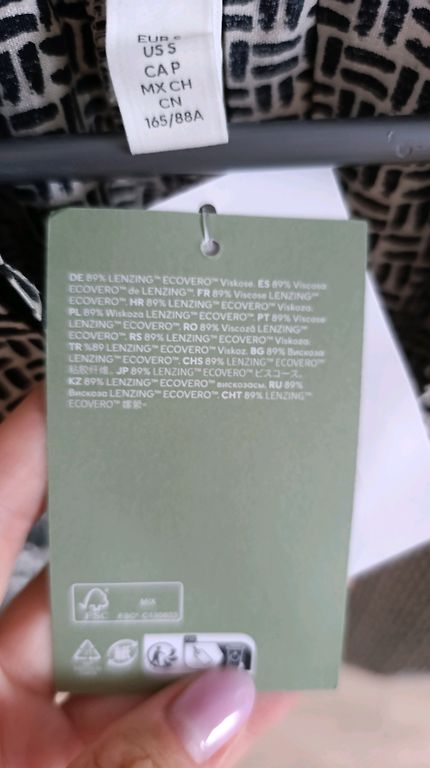 EUR S
US S
CA P
MX CH
CN
165/88A
DE 89% LENZING™ ECOVERO™ Viskose. ES 89% Viscosa
ECOVERO™ de LENZING™. FR 89% Viscose LENZING™
ECOVERO™. HR 89% LENZING™ ECOVERO™ Viskoza.
PL 89% Wiskoza LENZING™ ECOVERO™. PT 89% Viscose
LENZING™ ECOVERO™. RO 89% Viscoză LENZING™
ECOVERO™. RS 89% LENZING™ ECOVERO™ Viskoza.
TR %89 LENZING™ ECOVERO™ Viskoz. BG 89% Вискоза
LENZING™ ECOVERO™. CHS 89% LENZING™ ECOVERO™
粘胶纤维. JP 89% LENZING™ ECOVERO™ ビスコース.
KZ 89% LENZING™ ECOVERO™ вискозасы. RU 89%
Вискоза LENZING™ ECOVERO™. CHT 89% LENZING™
ECOVERO™ 嫘縈。
FSC
MIX